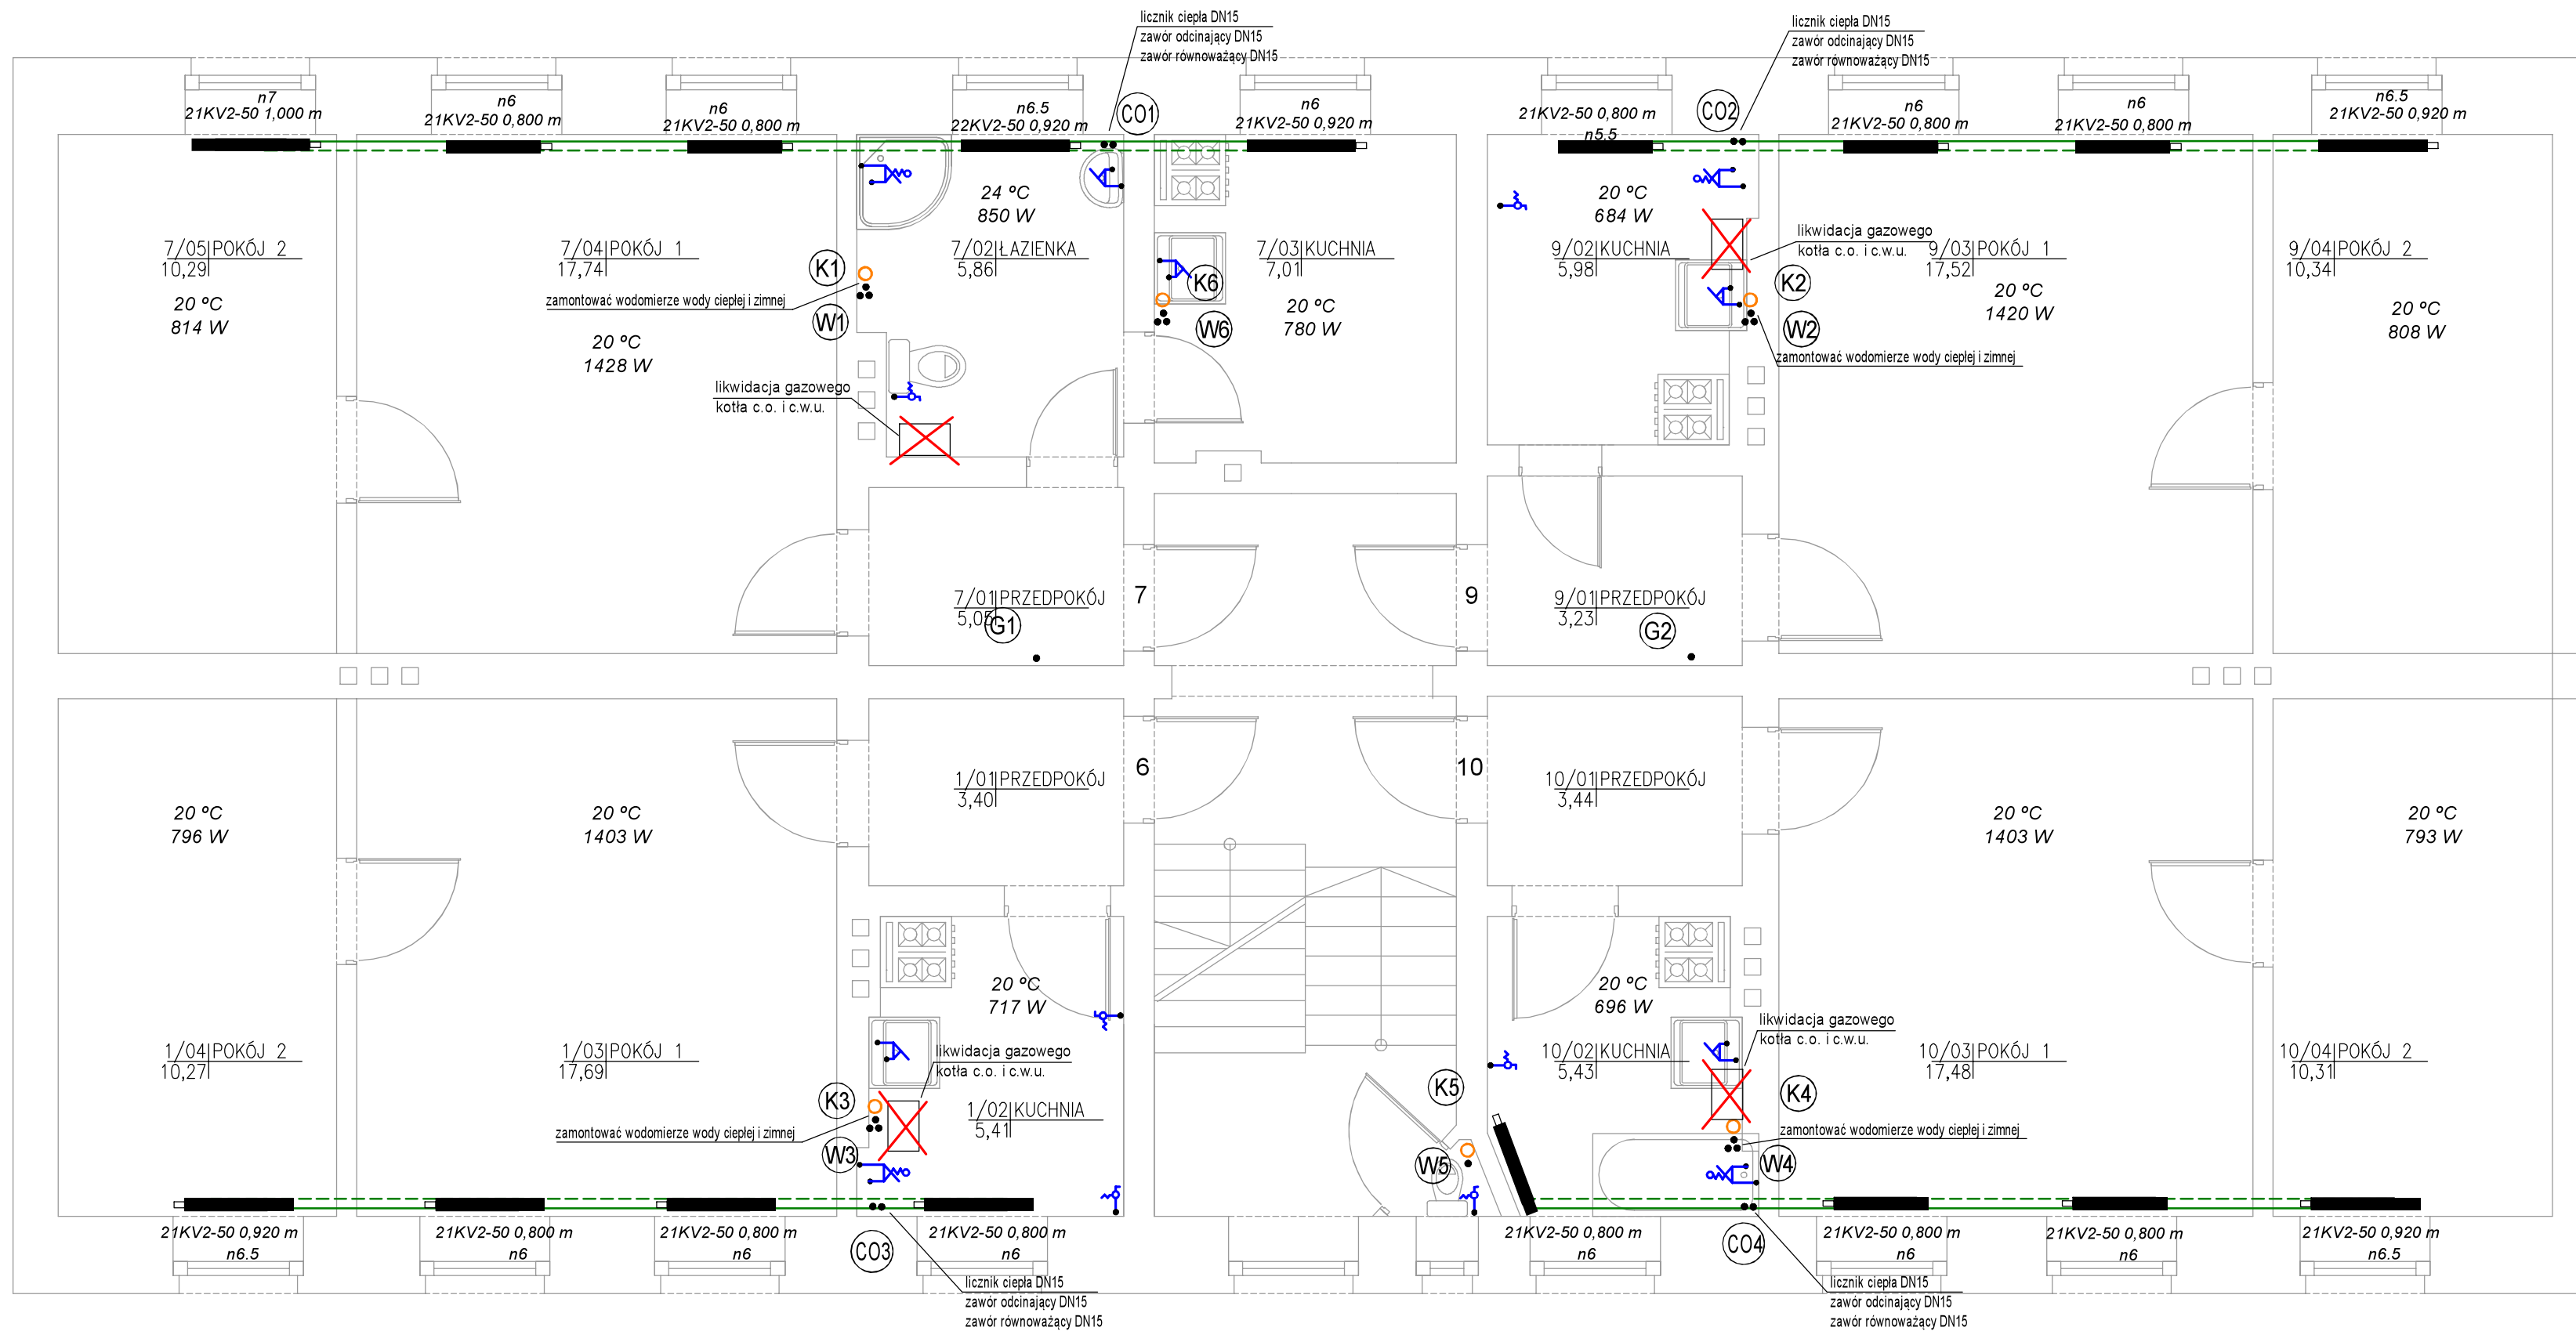 licznik ciepła DN15
zawór odcinający DN15
zawór równoważący DN15
licznik ciepła DN15
zawór odcinający DN15
zawór równoważący DN15
n7
21KV2-50 1,000 m
n6
21KV2-50 0,800 m
n6
21KV2-50 0,800 m
n6.5
22KV2-50 0,920 m
CO1
n6
21KV2-50 0,920 m
21KV2-50 0,800 m
n5.5
CO2
n6
21KV2-50 0,800 m
n6
21KV2-50 0,800 m
n6.5
21KV2-50 0,920 m
7/05 POKÓJ 2
10,29
20 ºC
814 W
7/04 POKÓJ 1
17,74
20 ºC
1428 W
24 ºC
850 W
7/02 ŁAZIENKA
5,86
K1
zamontować wodomierze wody ciepłej i zimnej
W1
likwidacja gazowego
kotła c.o. i c.w.u.
7/03 KUCHNIA
7,01
20 ºC
780 W
K6
W6
20 ºC
684 W
9/02 KUCHNIA
5,98
likwidacja gazowego
kotła c.o. i c.w.u.
K2
W2
zamontować wodomierze wody ciepłej i zimnej
9/03 POKÓJ 1
17,52
20 ºC
1420 W
9/04 POKÓJ 2
10,34
20 ºC
808 W
7/01 PRZEDPOKÓJ
5,05
G1
7
9
9/01 PRZEDPOKÓJ
3,23
G2
1/01 PRZEDPOKÓJ
3,40
6
10
10/01 PRZEDPOKÓJ
3,44
20 ºC
796 W
20 ºC
1403 W
20 ºC
1403 W
20 ºC
793 W
20 ºC
717 W
20 ºC
696 W
1/04 POKÓJ 2
10,27
1/03 POKÓJ 1
17,69
likwidacja gazowego
kotła c.o. i c.w.u.
K3
zamontować wodomierze wody ciepłej i zimnej
W3
1/02 KUCHNIA
5,41
K5
W5
10/02 KUCHNIA
5,43
likwidacja gazowego
kotła c.o. i c.w.u.
K4
zamontować wodomierze wody ciepłej i zimnej
W4
10/03 POKÓJ 1
17,48
10/04 POKÓJ 2
10,31
21KV2-50 0,920 m
n6.5
21KV2-50 0,800 m
n6
21KV2-50 0,800 m
n6
CO3
21KV2-50 0,800 m
n6
21KV2-50 0,800 m
n6
CO4
21KV2-50 0,800 m
n6
21KV2-50 0,800 m
n6
21KV2-50 0,920 m
n6.5
licznik ciepła DN15
zawór odcinający DN15
zawór równoważący DN15
licznik ciepła DN15
zawór odcinający DN15
zawór równoważący DN15